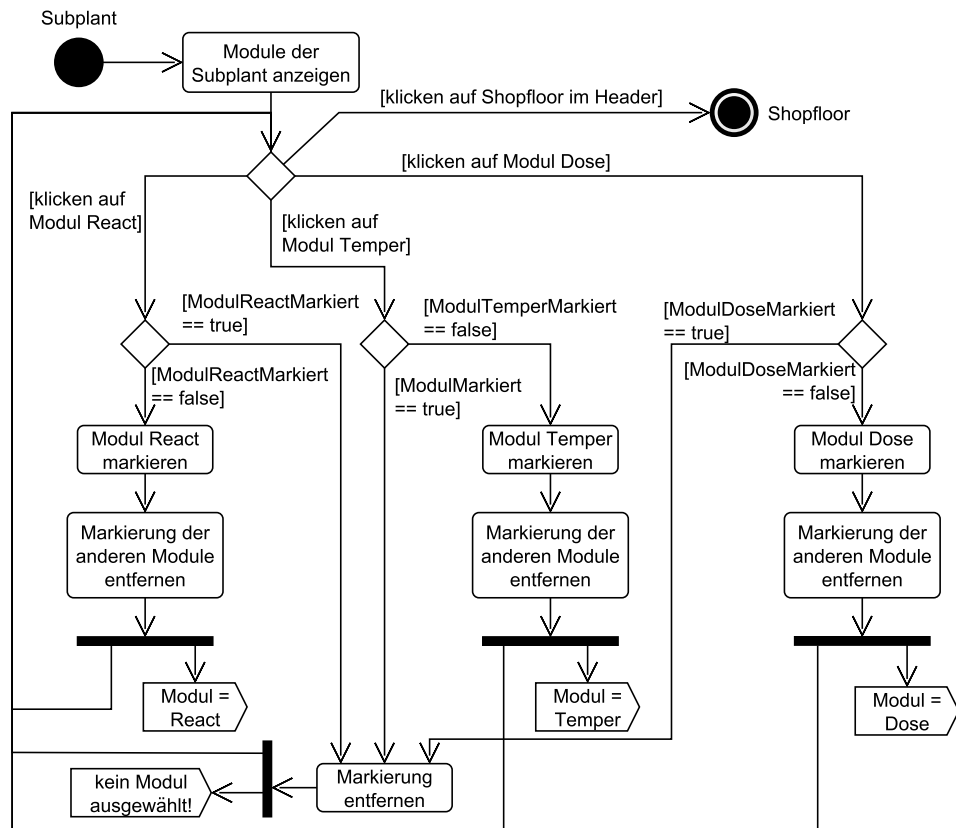 Subplant
Module der
Subplant anzeigen
[klicken auf Shopfloor im Header]
Shopfloor
[klicken auf Modul Dose]
[klicken auf
Modul React]
[klicken auf
Modul Temper]
[ModulReactMarkiert
== true]
[ModulTemperMarkiert
== false]
[ModulDoseMarkiert
== true]
[ModulReactMarkiert
== false]
[ModulMarkiert
== true]
[ModulDoseMarkiert
== false]
Modul React
markieren
Modul Temper
markieren
Modul Dose
markieren
Markierung der
anderen Module
entfernen
Markierung der
anderen Module
entfernen
Markierung der
anderen Module
entfernen
Modul =
React
Modul =
Temper
Modul =
Dose
kein Modul
ausgewählt!
Markierung
entfernen